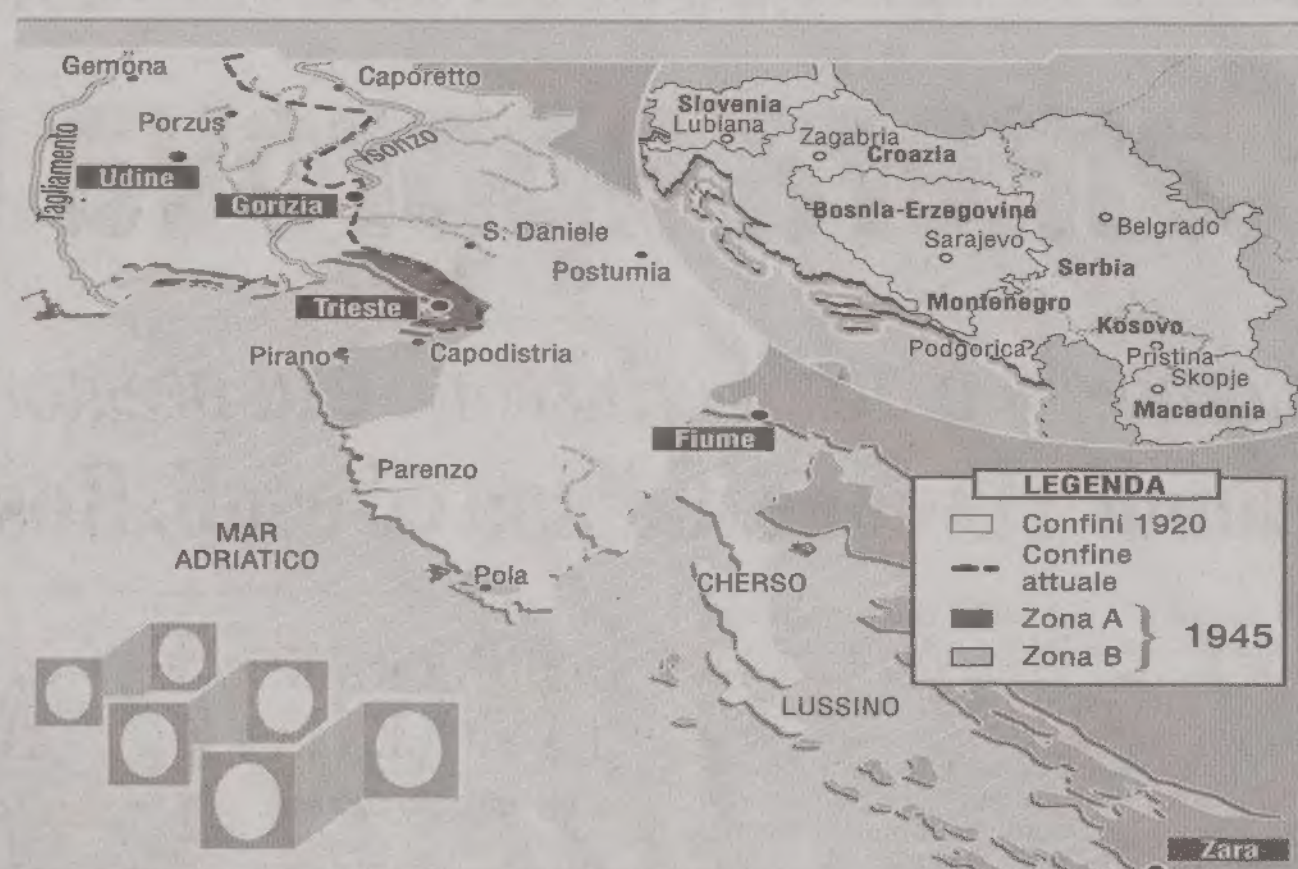 Gemöna
Caporetto
Porzus
Tagliamento
Isonzo
Udine
Gorizia
S. Daniele
Postumia
Trieste
Pirano
Capodistria
Fiume
Parenzo
MAR
ADRIATICO
Pola
CHERSO
LUSSINO
Zara
Slovenia
Lubiana
Zagabria
Croazia
Bosnia-Erzegovina
Sarajevo
Belgrado
Serbia
Montenegro
Kosovo
Podgorica
Pristina
Skopje
Macedonia
LEGENDA
Confini 1920
Confine
attuale
Zona A
Zona B
1945